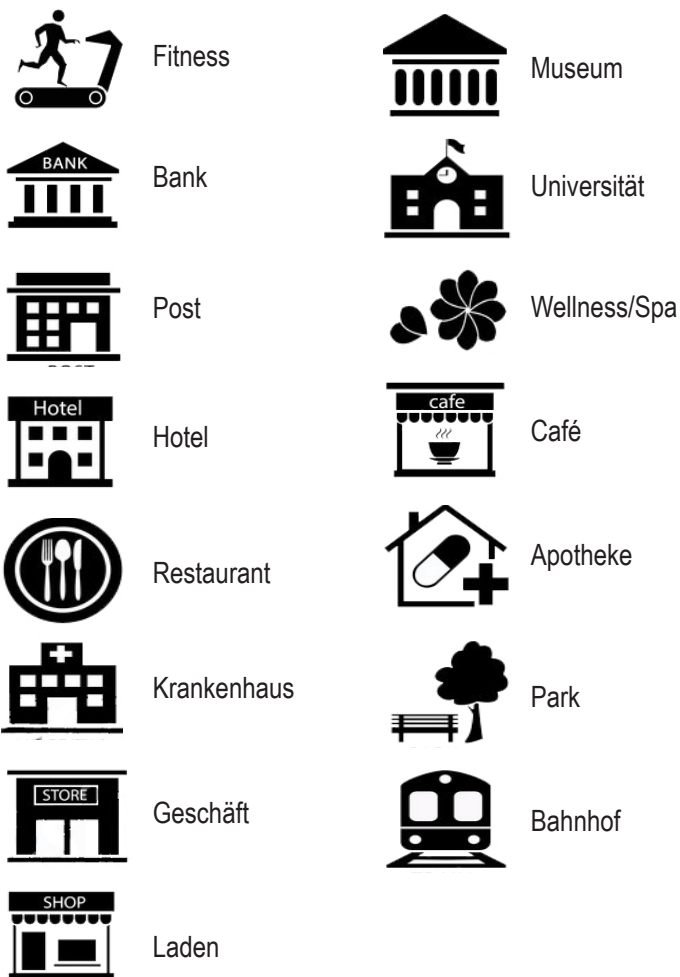 Fitness
BANK
Bank
Post
Hotel
Hotel
Restaurant
Krankenhaus
STORE
Geschäft
SHOP
Laden
Museum
Universität
Wellness/Spa
cafe
Café
Apotheke
Park
Bahnhof